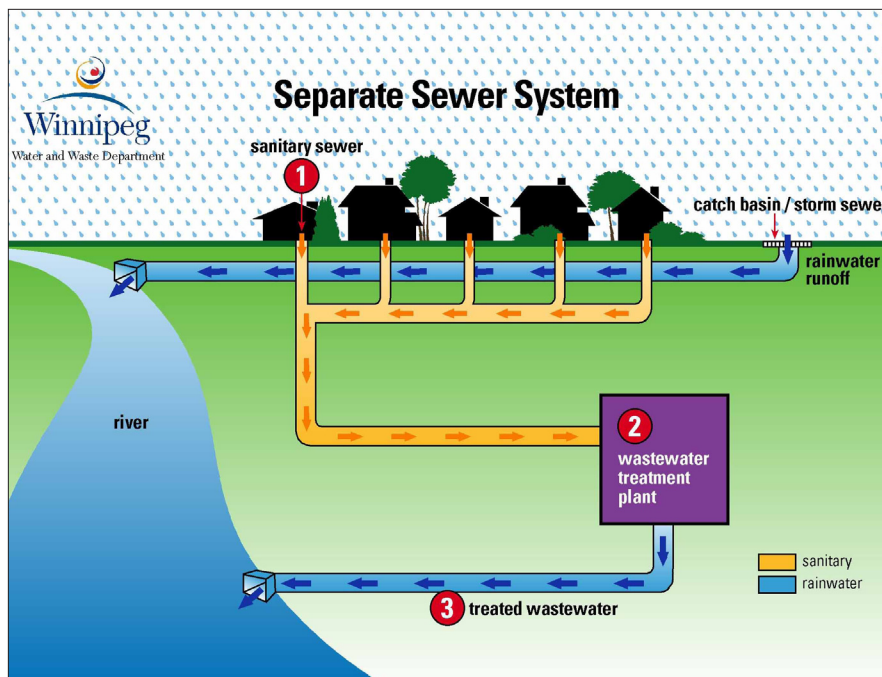 Separate Sewer System
Winnipeg
Water and Waste Department
sanitary sewer
1
catch basin / storm sewer
rainwater
runoff
river
2
wastewater
treatment
plant
sanitary
rainwater
3 treated wastewater